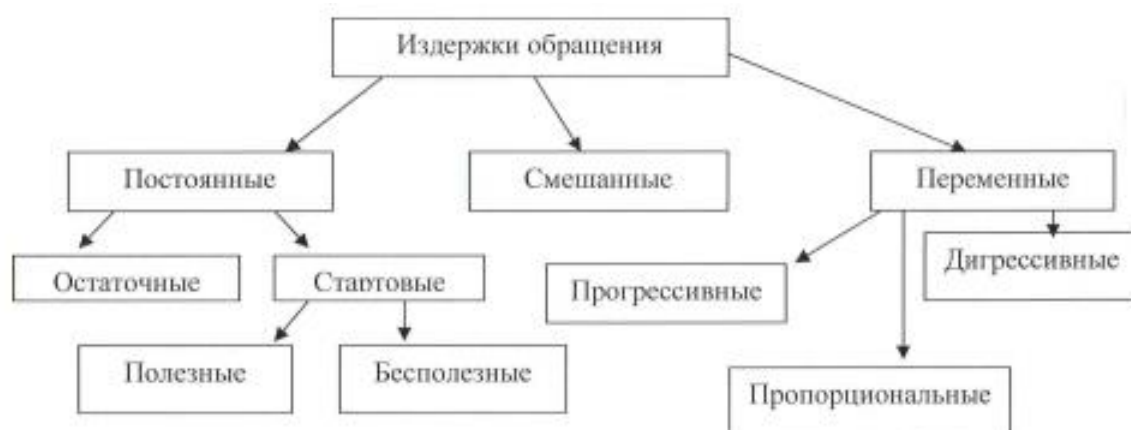 Издержки обращения
Постоянные
Смешанные
Переменные
Остаточные
Стартовые
Прогрессивные
Дигрессивные
Полезные
Бесполезные
Пропорциональные